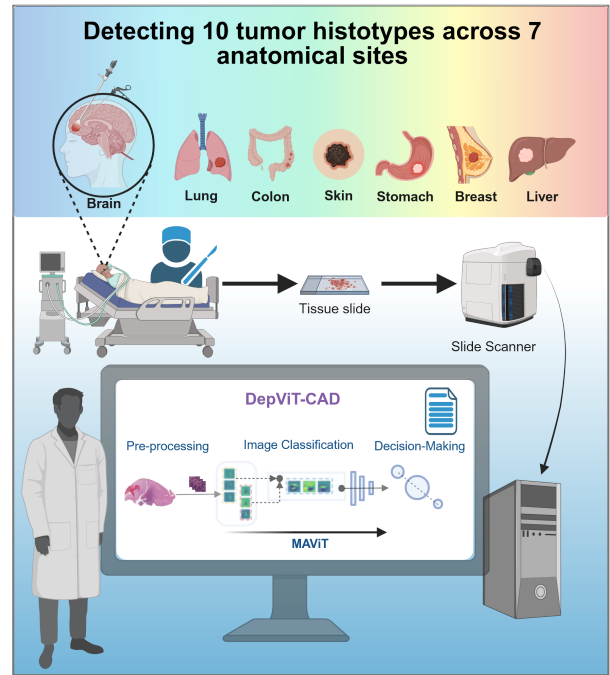 Detecting 10 tumor histotypes across 7
anatomical sites
Brain
Lung
Colon
Skin
Stomach
Breast
Liver
Tissue slide
Slide Scanner
DepViT-CAD
Pre-processing
Image Classification
Decision-Making
MAViT